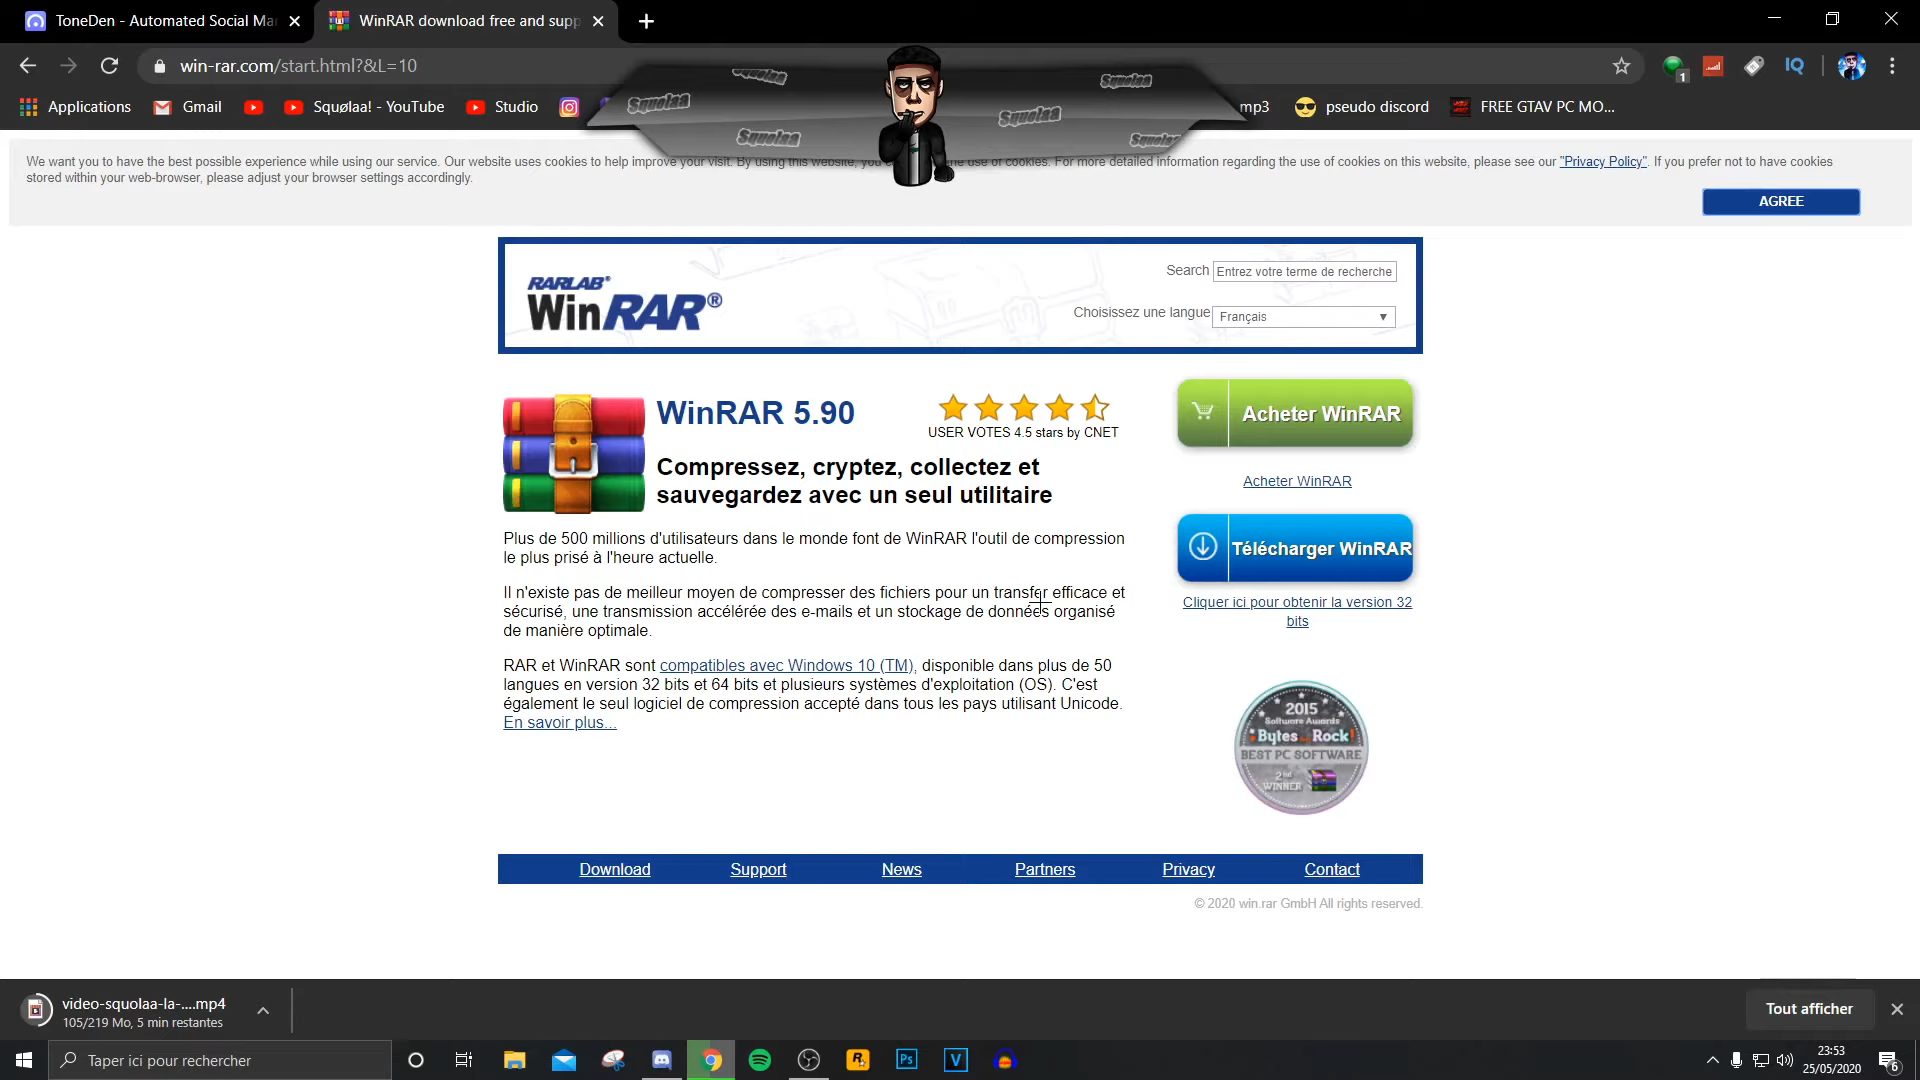 ToneDen - Automated Social Ma
WinRAR download free and supp
win-rar.com/start.html?&L=10
1
IQ
Applications
Gmail
Squølaa! - YouTube
Studio
mp3
pseudo discord
FREE GTAV PC MO...
Squolaa
Squolaa
Squolaa
Squolaa
Squolaa
We want you to have the best possible experience while using our service. Our website uses cookies to help improve your visit. By using this website, you c the use of cookies. For more detailed information regarding the use of cookies on this website, please see our "Privacy Policy". If you prefer not to have cookies
stored within your web-browser, please adjust your browser settings accordingly.
AGREE
RARLAB®
WinRAR®
Search Entrez votre terme de recherche
Choisissez une langue Français
WinRAR 5.90
USER VOTES 4.5 stars by CNET
Compressez, cryptez, collectez et
sauvegardez avec un seul utilitaire
Plus de 500 millions d'utilisateurs dans le monde font de WinRAR l'outil de compression
le plus prisé à l'heure actuelle.
Il n'existe pas de meilleur moyen de compresser des fichiers pour un transfer efficace et
sécurisé, une transmission accélérée des e-mails et un stockage de données organisé
de manière optimale.
RAR et WinRAR sont compatibles avec Windows 10 (TM), disponible dans plus de 50
langues en version 32 bits et 64 bits et plusieurs systèmes d'exploitation (OS). C'est
également le seul logiciel de compression accepté dans tous les pays utilisant Unicode.
En savoir plus...
Acheter WinRAR
Acheter WinRAR
Télécharger WinRAR
Cliquer ici pour obtenir la version 32
bits
2015
Software Awards
Bytes Rock!
BEST PC SOFTWARE
2nd
WINNER
Download Support News Partners Privacy Contact
© 2020 win.rar GmbH All rights reserved.
video-squolaa-la-....mp4
105/219 Mo, 5 min restantes
Tout afficher
Taper ici pour rechercher
R
Ps
V
23:53
25/05/2020
6